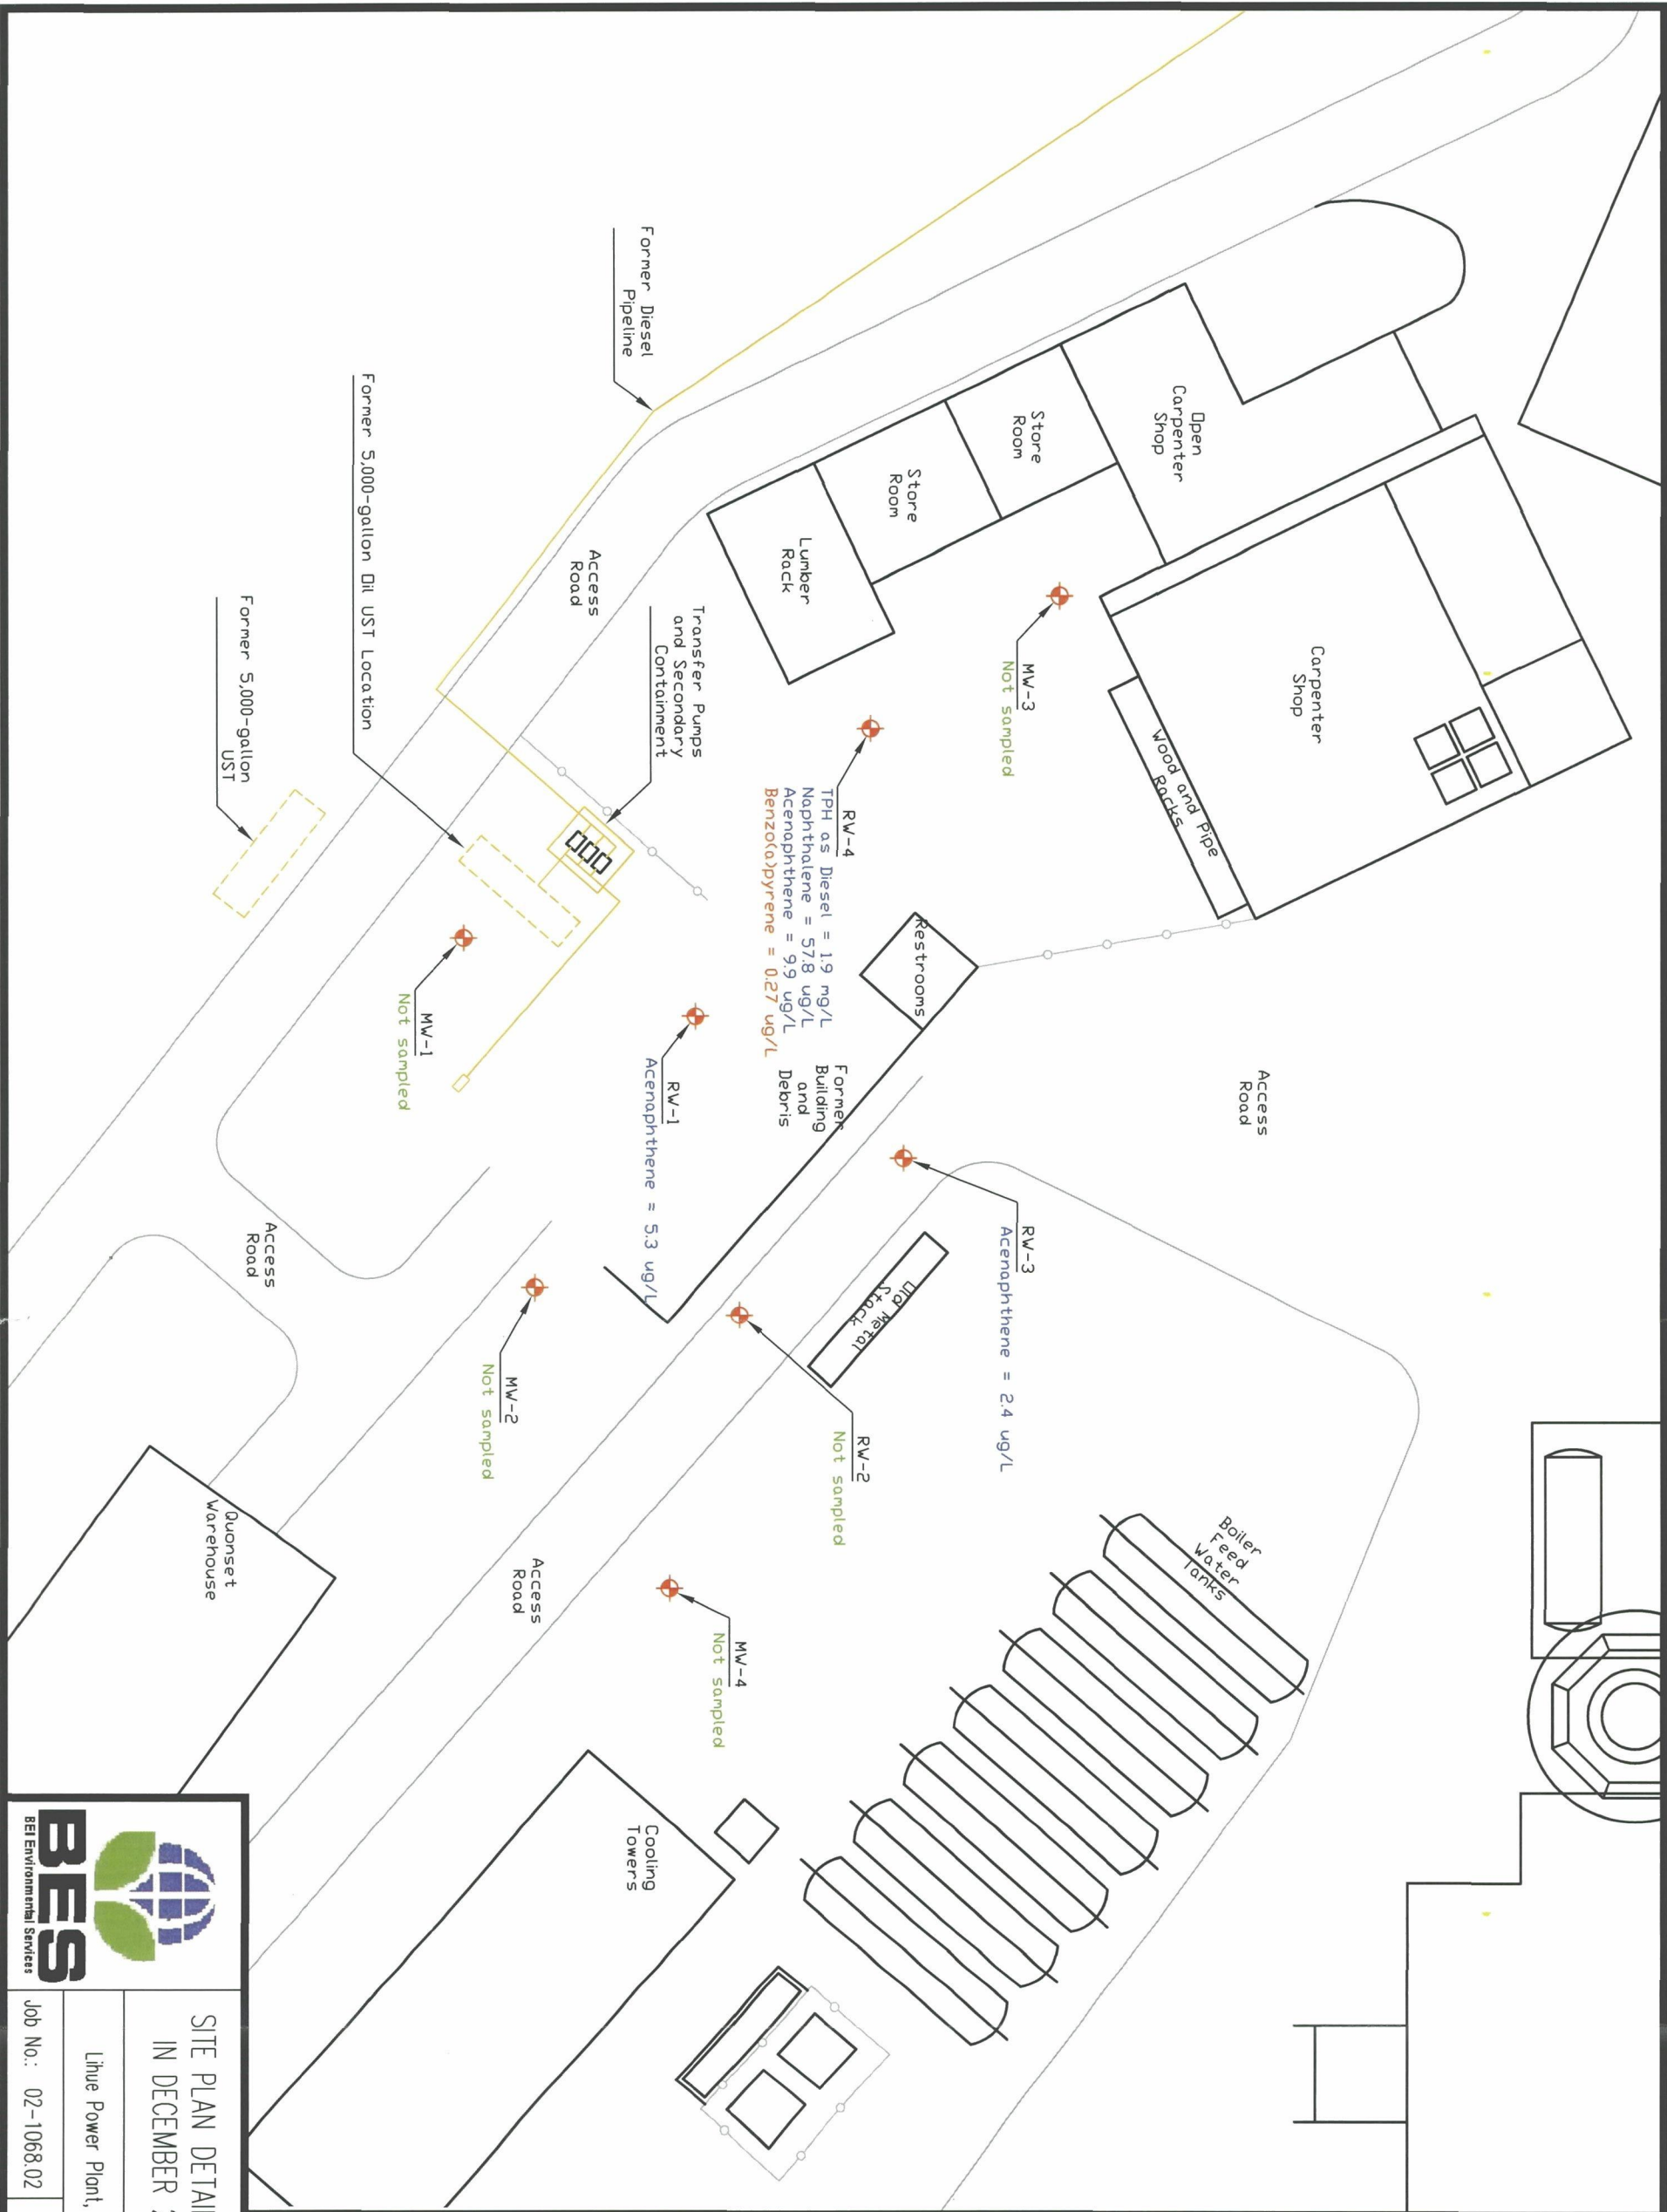 Open
Carpenter
Shop
Store
Room
Store
Room
Lumber
Rack
Carpenter
Shop
Wood and Pipe
Racks
MW-3
Not sampled
Former Diesel
Pipeline
Access
Road
Transfer Pumps
and Secondary
Containment
Former 5,000-gallon Oil UST Location
Former 5,000-gallon
UST
RW-4
TPH as Diesel = 1.9 mg/L
Naphthalene = 57.8 ug/L
Acenaphthene = 9.9 ug/L
Benzo(a)pyrene = 0.27 ug/L
Restrooms
Former
Building
and
Debris
Access
Road
MW-1
Not sampled
RW-1
Acenaphthene = 5.3 ug/L
RW-3
Acenaphthene = 2.4 ug/L
Old Metal
Stack
RW-2
Not sampled
MW-2
Not sampled
Access
Road
Boiler
Feed
Water
Tanks
MW-4
Not sampled
Access
Road
Quonset
Warehouse
Cooling
Towers
BES
BEI Environmental Services
SITE PLAN DETAI
IN DECEMBER
Lihue Power Plant,
Job No.: 02-1068.02